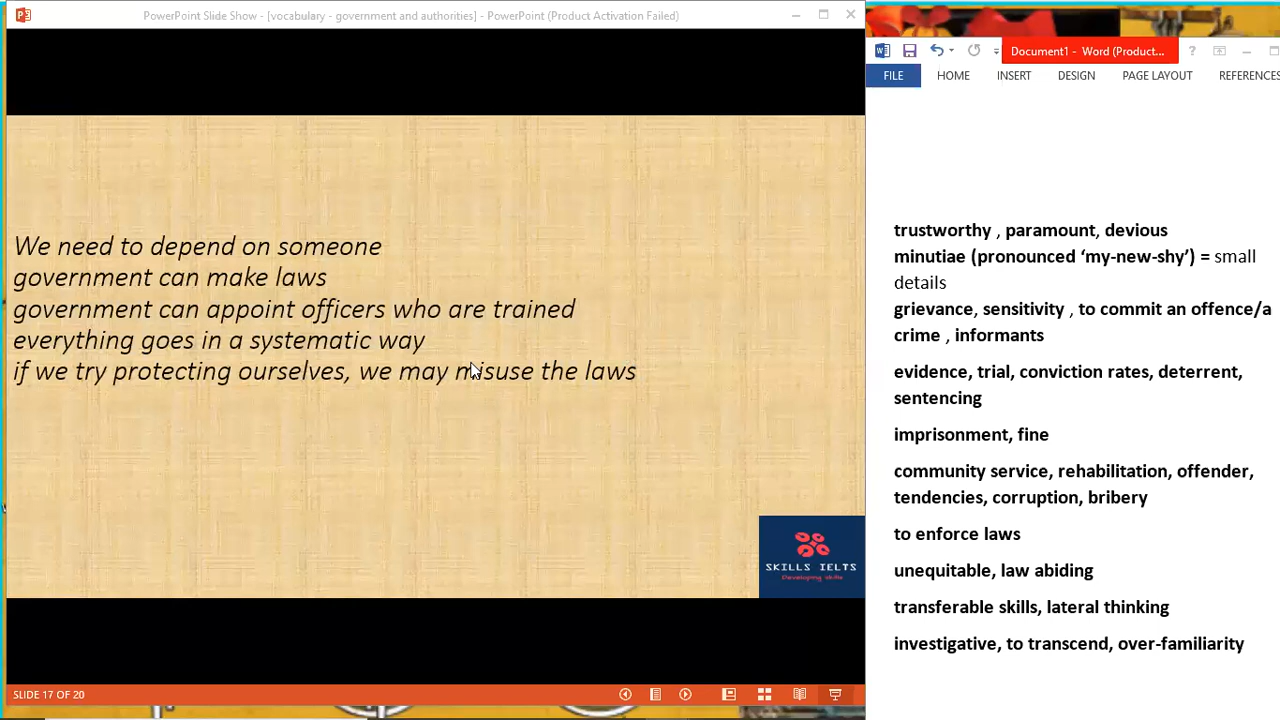 PowerPoint Slide Show - [vocabulary - government and authorities] - PowerPoint (Product Activation Failed)
We need to depend on someone
government can make laws
government can appoint officers who are trained
everything goes in a systematic way
if we try protecting ourselves, we may misuse the laws
SKILLS IELTS
Developing skills
SLIDE 17 OF 20
Document1 - Word (Product...
FILE HOME INSERT DESIGN PAGE LAYOUT REFERENCES
trustworthy , paramount, devious
minutiae (pronounced ‘my-new-shy’) = small
details
grievance, sensitivity , to commit an offence/a
crime , informants
evidence, trial, conviction rates, deterrent,
sentencing
imprisonment, fine
community service, rehabilitation, offender,
tendencies, corruption, bribery
to enforce laws
unequitable, law abiding
transferable skills, lateral thinking
investigative, to transcend, over-familiarity